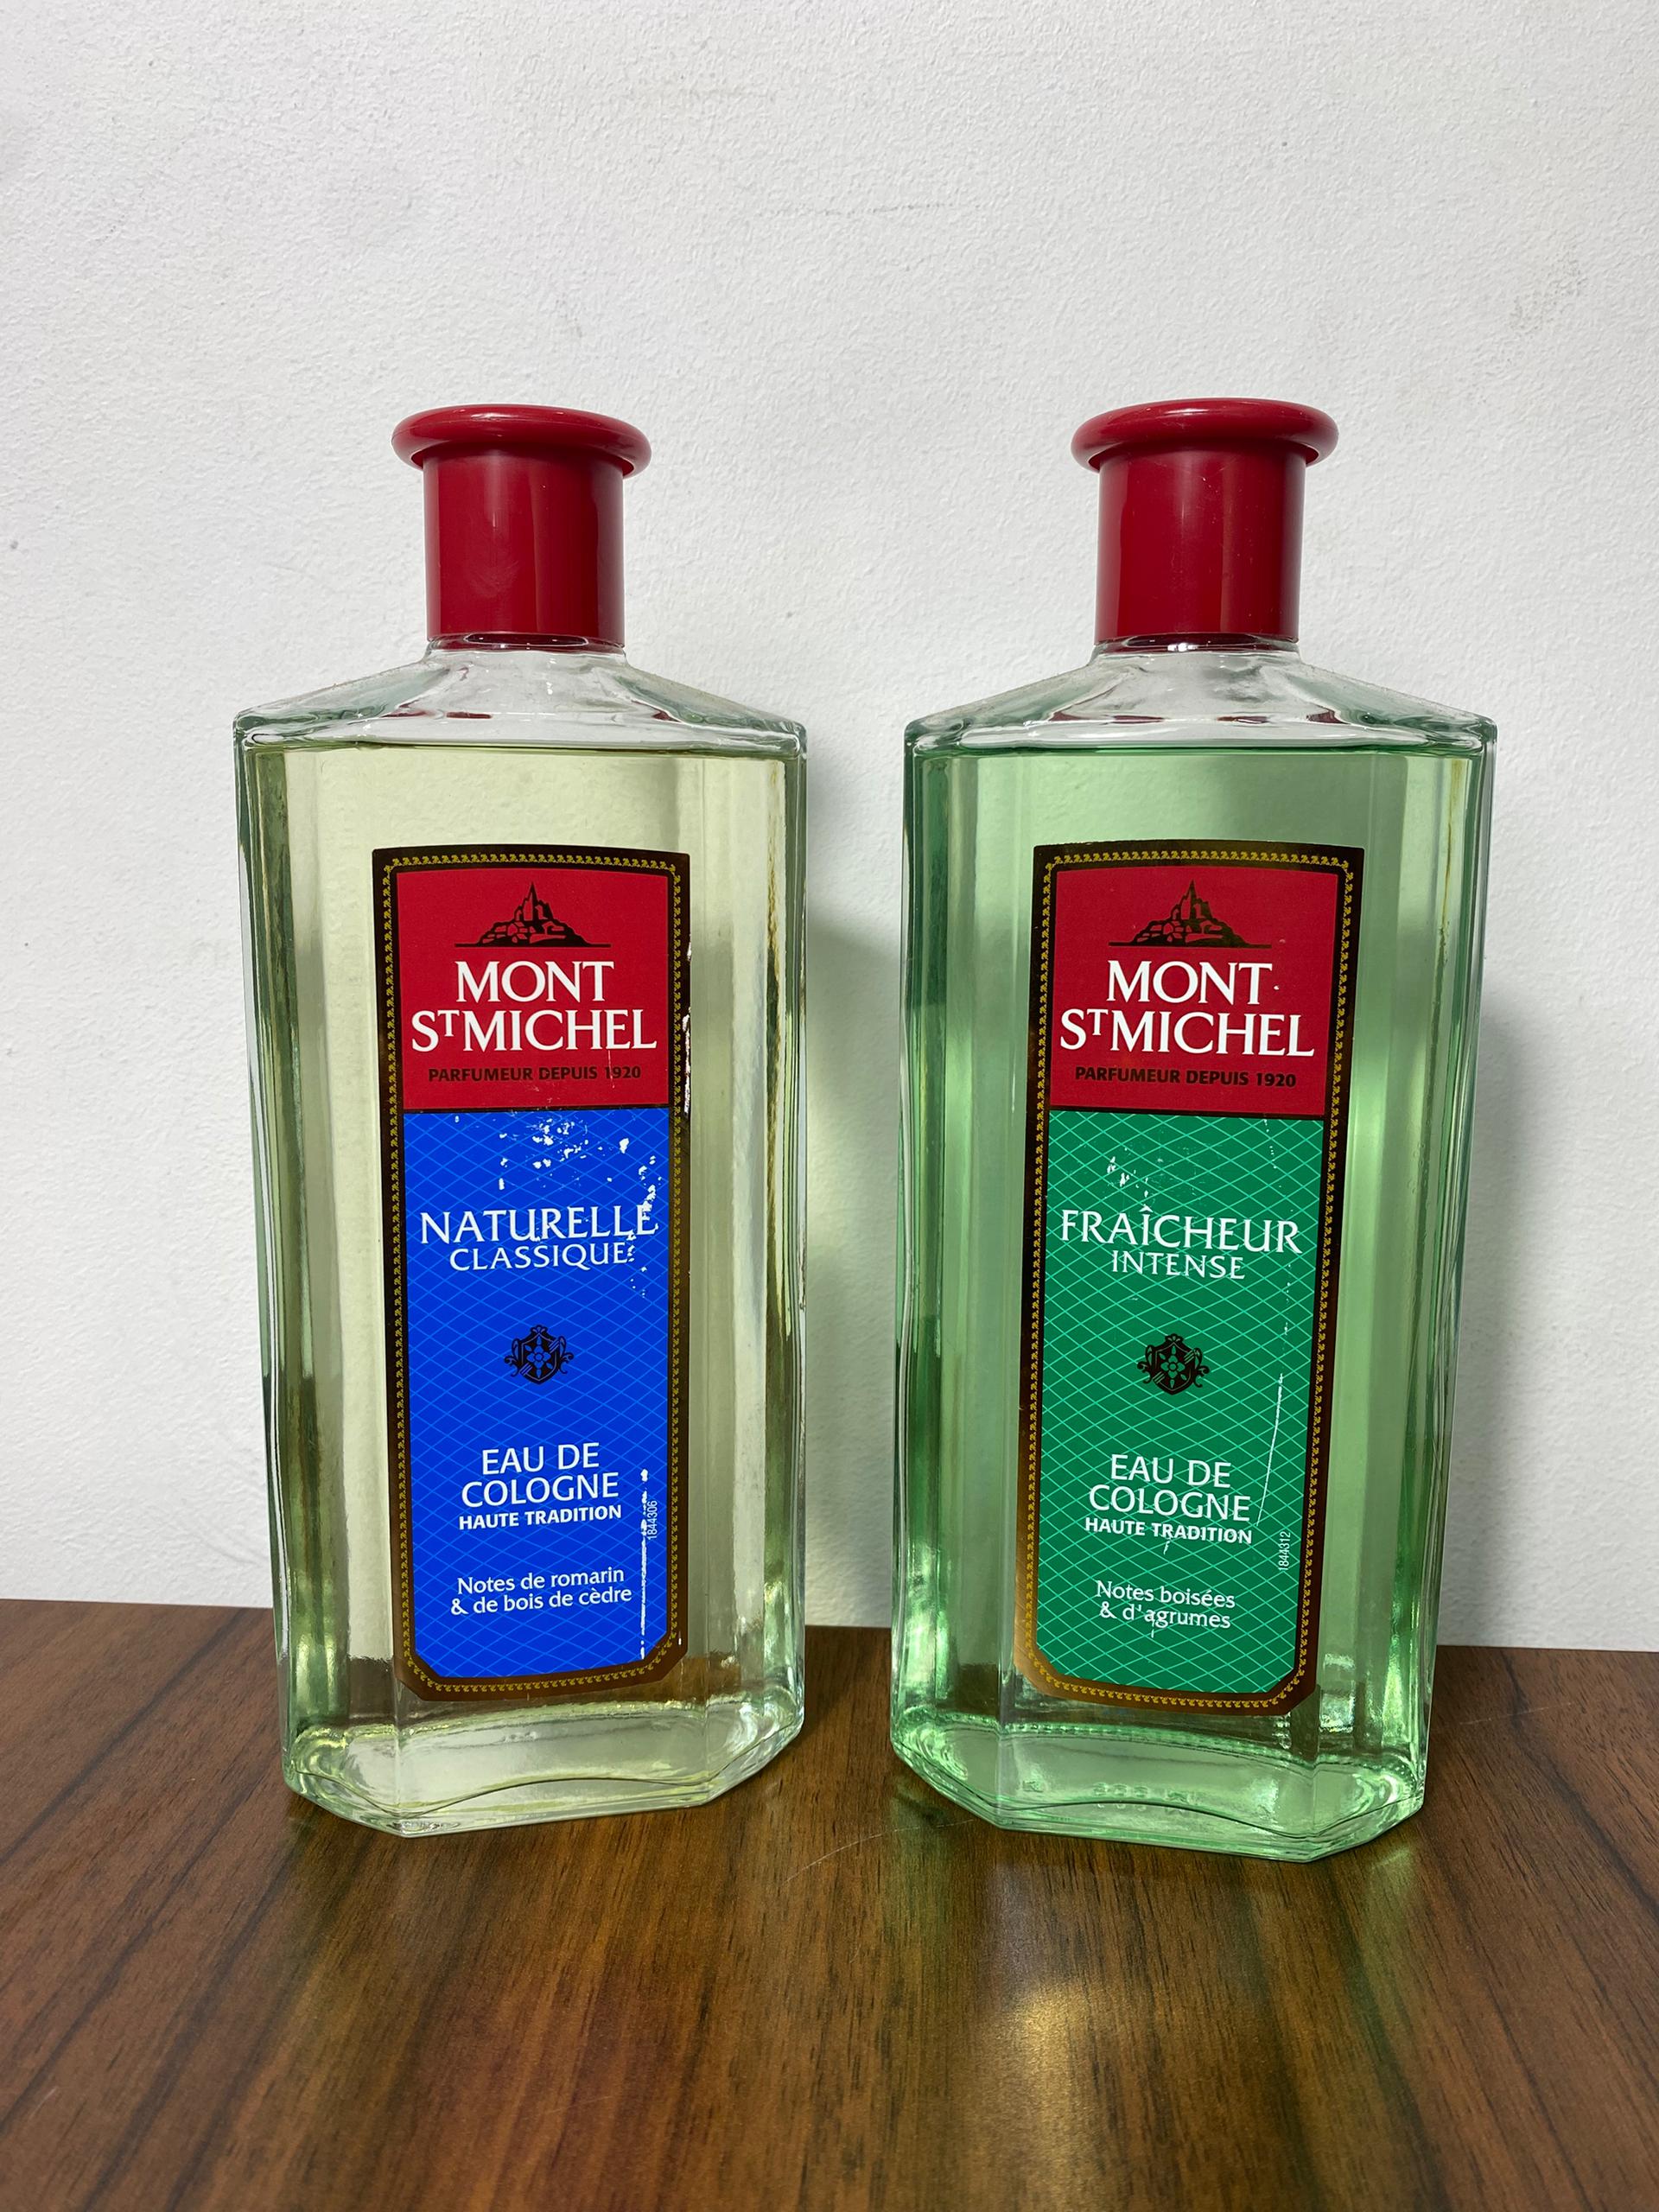 MONT
STMICHEL
PARFUMEUR DEPUIS 1920
NATURELLE
CLASSIQUE
EAU DE
COLOGNE
HAUTE TRADITION
1844306
Notes de romarin
& de bois de cèdre
MONT
STMICHEL
PARFUMEUR DEPUIS 1920
FRAÎCHEUR
INTENSE
EAU DE
COLOGNE
HAUTE TRADITION
1844312
Notes boisées
& d'agrumes